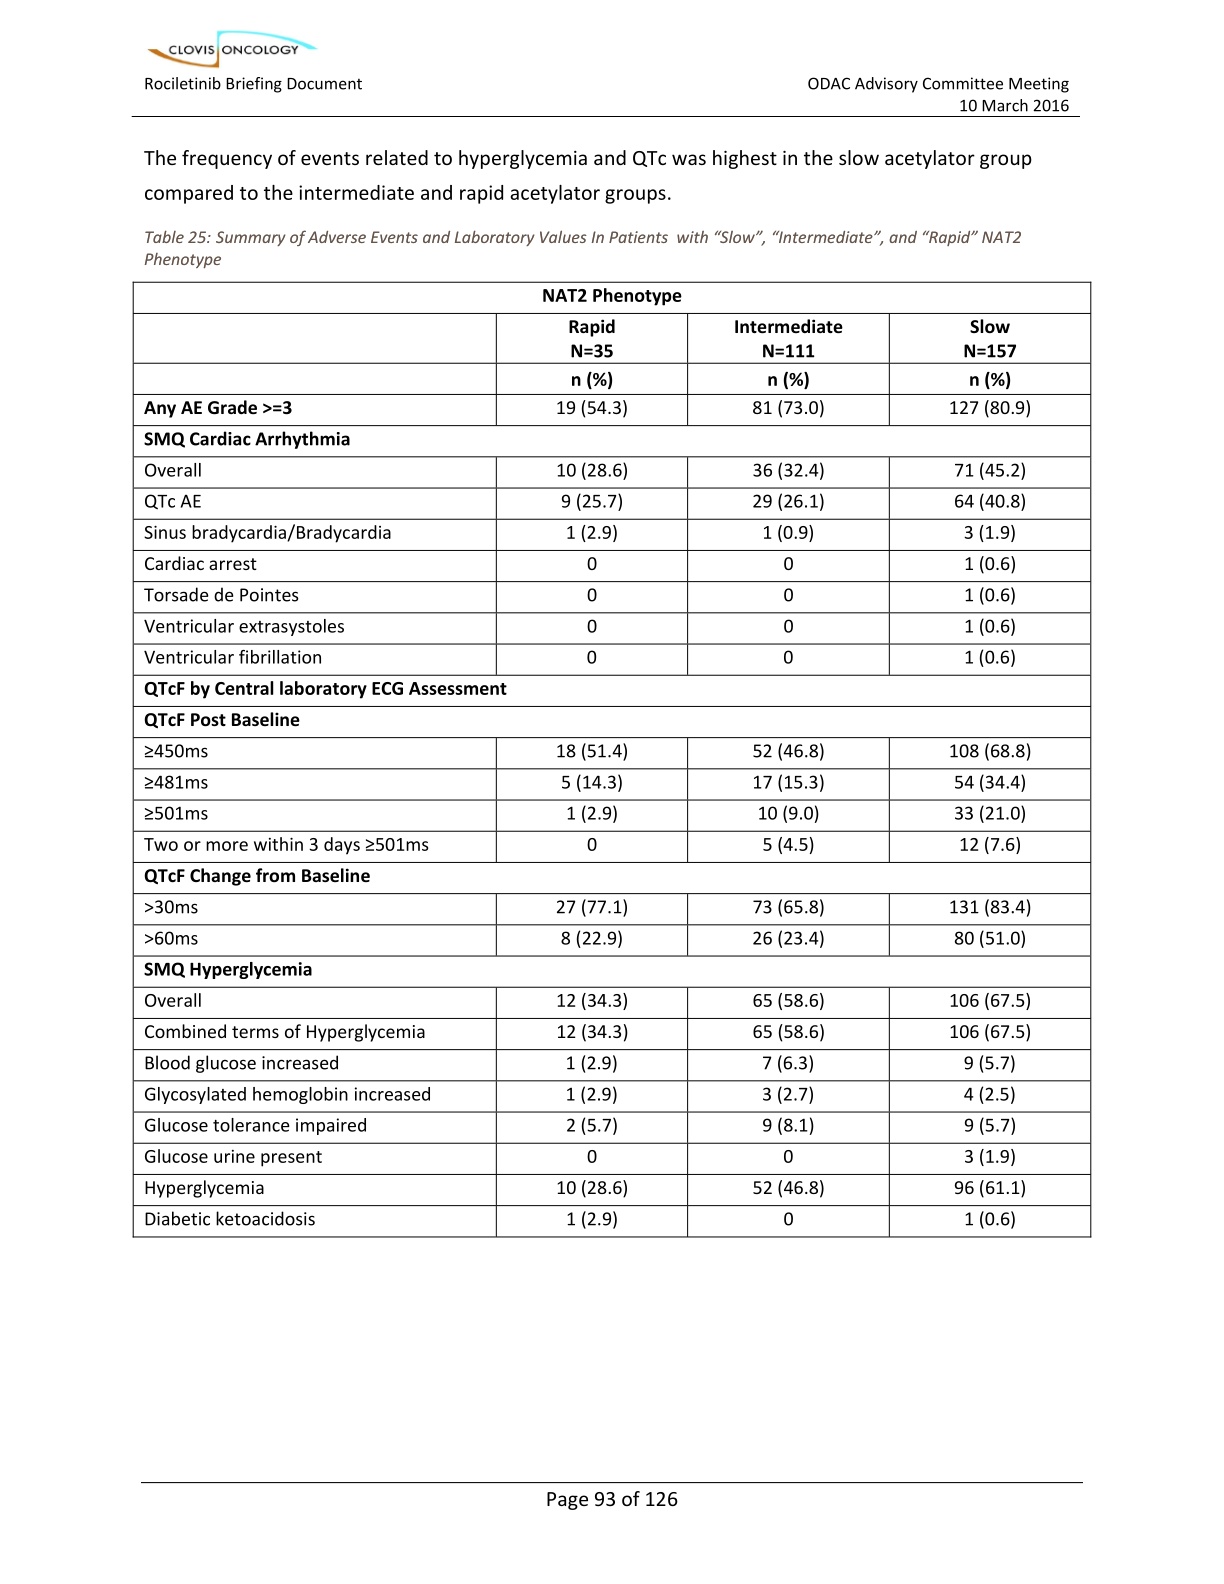 CLOVIS ONCOLOGY
Rociletinib Briefing Document ODAC Advisory Committee Meeting
10 March 2016
The frequency of events related to hyperglycemia and QTc was highest in the slow acetylator group
compared to the intermediate and rapid acetylator groups.
Table 25: Summary of Adverse Events and Laboratory Values In Patients with “Slow”, “Intermediate”, and “Rapid” NAT2
Phenotype
NAT2 Phenotype
Rapid Intermediate Slow
N=35 N=111 N=157
n (%) n (%) n (%)
Any AE Grade >=3 19 (54.3) 81 (73.0) 127 (80.9)
SMQ Cardiac Arrhythmia
Overall 10 (28.6) 36 (32.4) 71 (45.2)
QTc AE 9 (25.7) 29 (26.1) 64 (40.8)
Sinus bradycardia/Bradycardia 1 (2.9) 1 (0.9) 3 (1.9)
Cardiac arrest 0 0 1 (0.6)
Torsade de Pointes 0 0 1 (0.6)
Ventricular extrasystoles 0 0 1 (0.6)
Ventricular fibrillation 0 0 1 (0.6)
QTcF by Central laboratory ECG Assessment
QTcF Post Baseline
≥450ms 18 (51.4) 52 (46.8) 108 (68.8)
≥481ms 5 (14.3) 17 (15.3) 54 (34.4)
≥501ms 1 (2.9) 10 (9.0) 33 (21.0)
Two or more within 3 days ≥501ms 0 5 (4.5) 12 (7.6)
QTcF Change from Baseline
>30ms 27 (77.1) 73 (65.8) 131 (83.4)
>60ms 8 (22.9) 26 (23.4) 80 (51.0)
SMQ Hyperglycemia
Overall 12 (34.3) 65 (58.6) 106 (67.5)
Combined terms of Hyperglycemia 12 (34.3) 65 (58.6) 106 (67.5)
Blood glucose increased 1 (2.9) 7 (6.3) 9 (5.7)
Glycosylated hemoglobin increased 1 (2.9) 3 (2.7) 4 (2.5)
Glucose tolerance impaired 2 (5.7) 9 (8.1) 9 (5.7)
Glucose urine present 0 0 3 (1.9)
Hyperglycemia 10 (28.6) 52 (46.8) 96 (61.1)
Diabetic ketoacidosis 1 (2.9) 0 1 (0.6)
Page 93 of 126